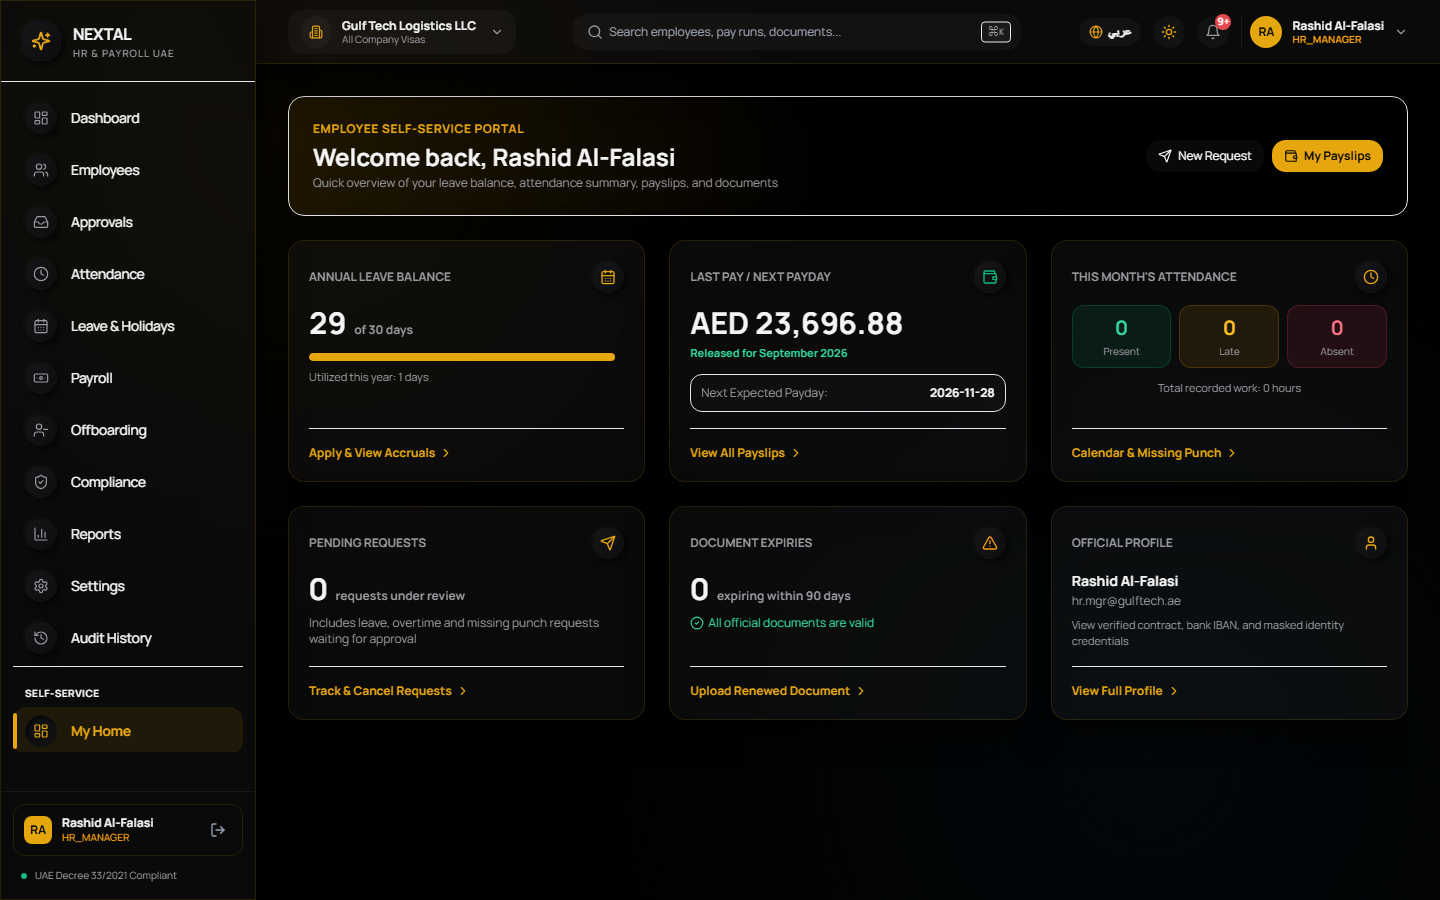 NEXTAL
HR & PAYROLL UAE
Dashboard
Employees
Approvals
Attendance
Leave & Holidays
Payroll
Offboarding
Compliance
Reports
Settings
Audit History
SELF-SERVICE
My Home
RA
Rashid Al-Falasi
HR_MANAGER
UAE Decree 33/2021 Compliant
Gulf Tech Logistics LLC
All Company Visas
Search employees, pay runs, documents...
⌘K
عربي
9+
RA
Rashid Al-Falasi
HR_MANAGER
EMPLOYEE SELF-SERVICE PORTAL
Welcome back, Rashid Al-Falasi
Quick overview of your leave balance, attendance summary, payslips, and documents
New Request
My Payslips
ANNUAL LEAVE BALANCE
29 of 30 days
Utilized this year: 1 days
Apply & View Accruals
LAST PAY / NEXT PAYDAY
AED 23,696.88
Released for September 2026
Next Expected Payday: 2026-11-28
View All Payslips
THIS MONTH'S ATTENDANCE
0
Present
0
Late
0
Absent
Total recorded work: 0 hours
Calendar & Missing Punch
PENDING REQUESTS
0 requests under review
Includes leave, overtime and missing punch requests
waiting for approval
Track & Cancel Requests
DOCUMENT EXPIRIES
0 expiring within 90 days
All official documents are valid
Upload Renewed Document
OFFICIAL PROFILE
Rashid Al-Falasi
hr.mgr@gulftech.ae
View verified contract, bank IBAN, and masked identity
credentials
View Full Profile